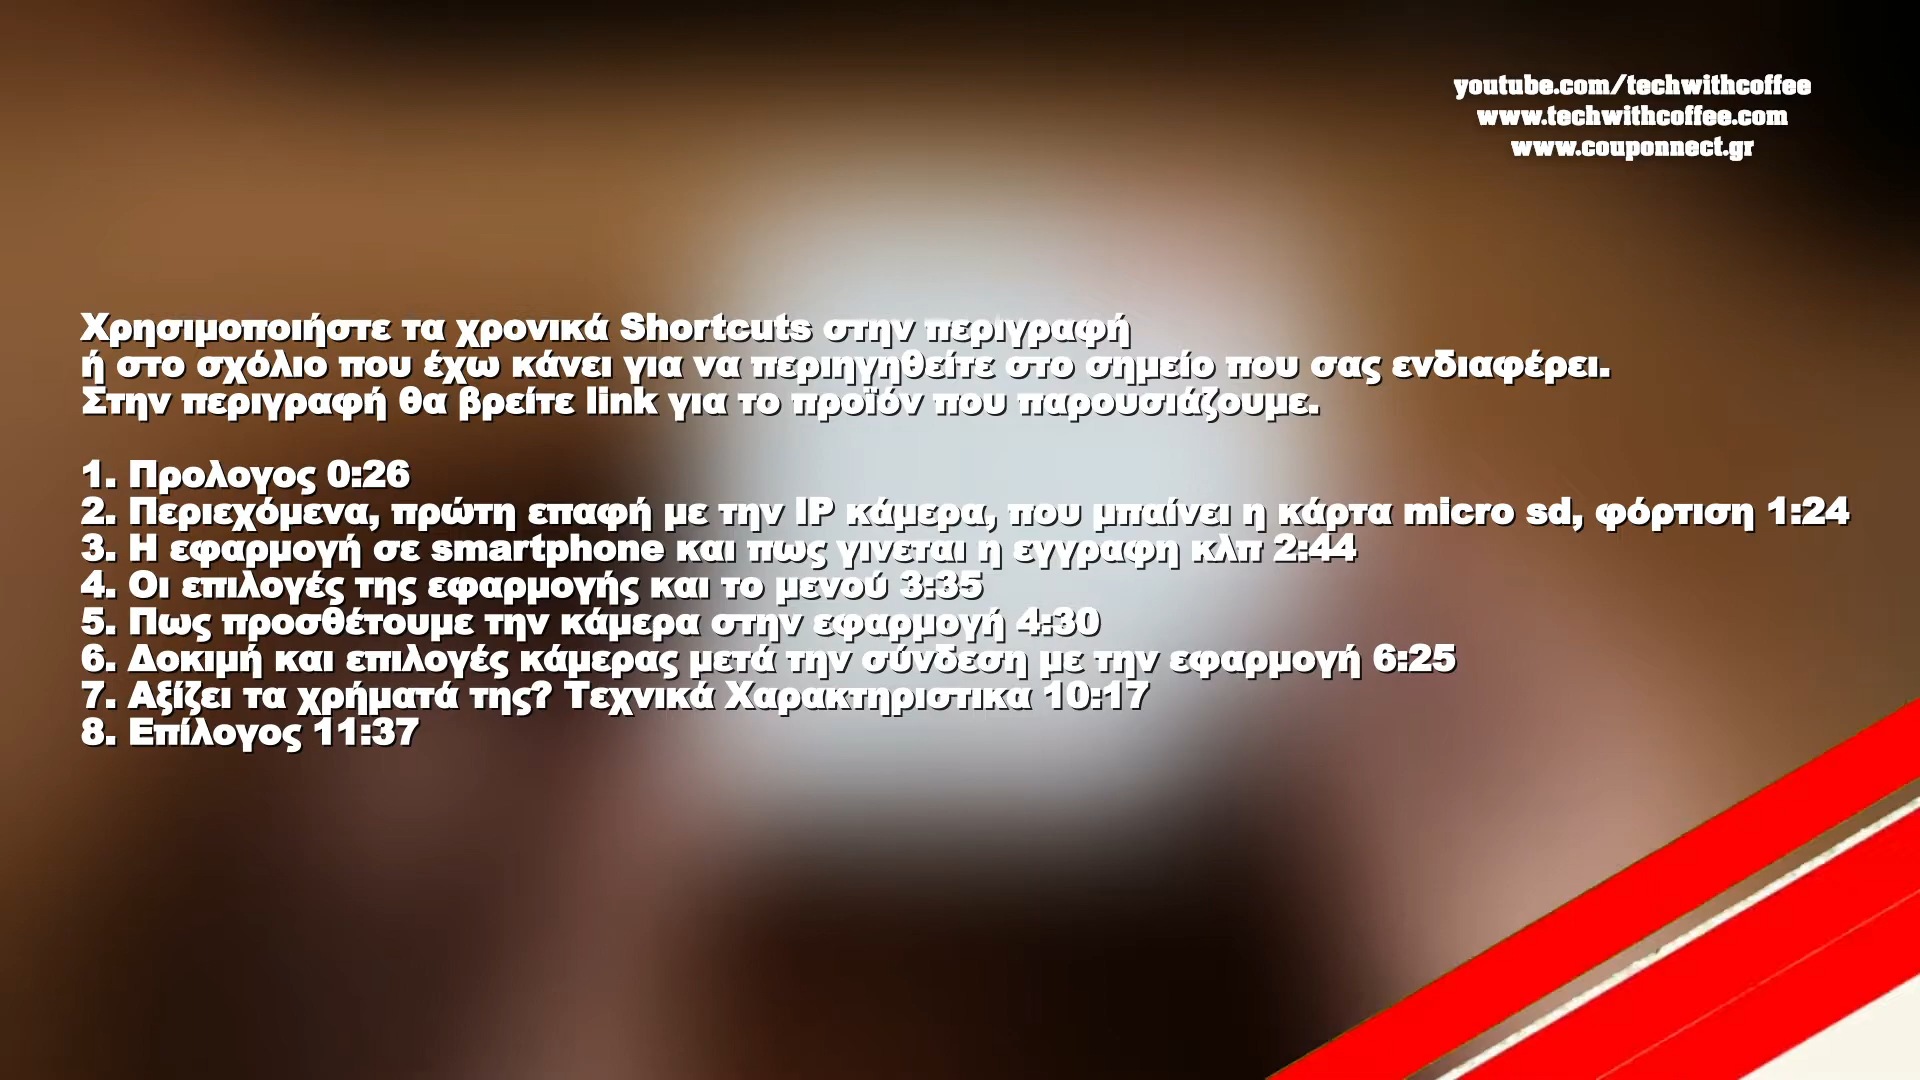 youtube.com/techwithcoffee
www.techwithcoffee.com
www.couponnect.gr
Χρησιμοποιήστε τα χρονικά Shortcuts στην περιγραφή
ή στο σχόλιο που έχω κάνει για να περιηγηθείτε στο σημείο που σας ενδιαφέρει.
Στην περιγραφή θα βρείτε link για το προϊόν που παρουσιάζουμε.
1. Προλογος 0:26
2. Περιεχόμενα, πρώτη επαφή με την IP κάμερα, που μπαίνει η κάρτα micro sd, φόρτιση 1:24
3. Η εφαρμογή σε smartphone και πως γινεται η εγγραφη κλπ 2:44
4. Οι επιλογές της εφαρμογής και το μενού 3:35
5. Πως προσθέτουμε την κάμερα στην εφαρμογή 4:30
6. Δοκιμή και επιλογές κάμερας μετά την σύνδεση με την εφαρμογή 6:25
7. Αξίζει τα χρήματά της? Τεχνικά Χαρακτηριστικα 10:17
8. Επίλογος 11:37